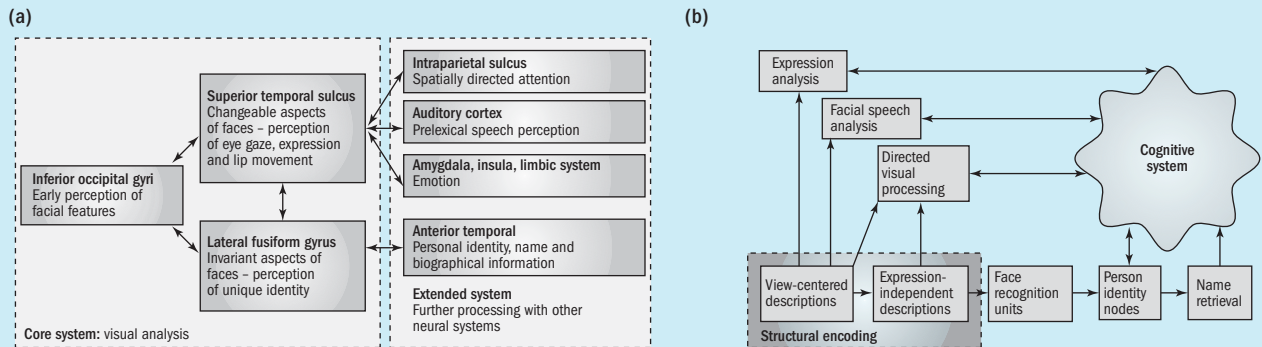 (a)
Inferior occipital gyri
Early perception of
facial features
Superior temporal sulcus
Changeable aspects
of faces – perception
of eye gaze, expression
and lip movement
Lateral fusiform gyrus
Invariant aspects of
faces – perception
of unique identity
Core system: visual analysis
Intraparietal sulcus
Spatially directed attention
Auditory cortex
Prelexical speech perception
Amygdala, insula, limbic system
Emotion
Anterior temporal
Personal identity, name and
biographical information
Extended system
Further processing with other
neural systems
(b)
Expression
analysis
Facial speech
analysis
Directed
visual
processing
Cognitive
system
View-centered
descriptions
Expression-
independent
descriptions
Face
recognition
units
Person
identity
nodes
Name
retrieval
Structural encoding